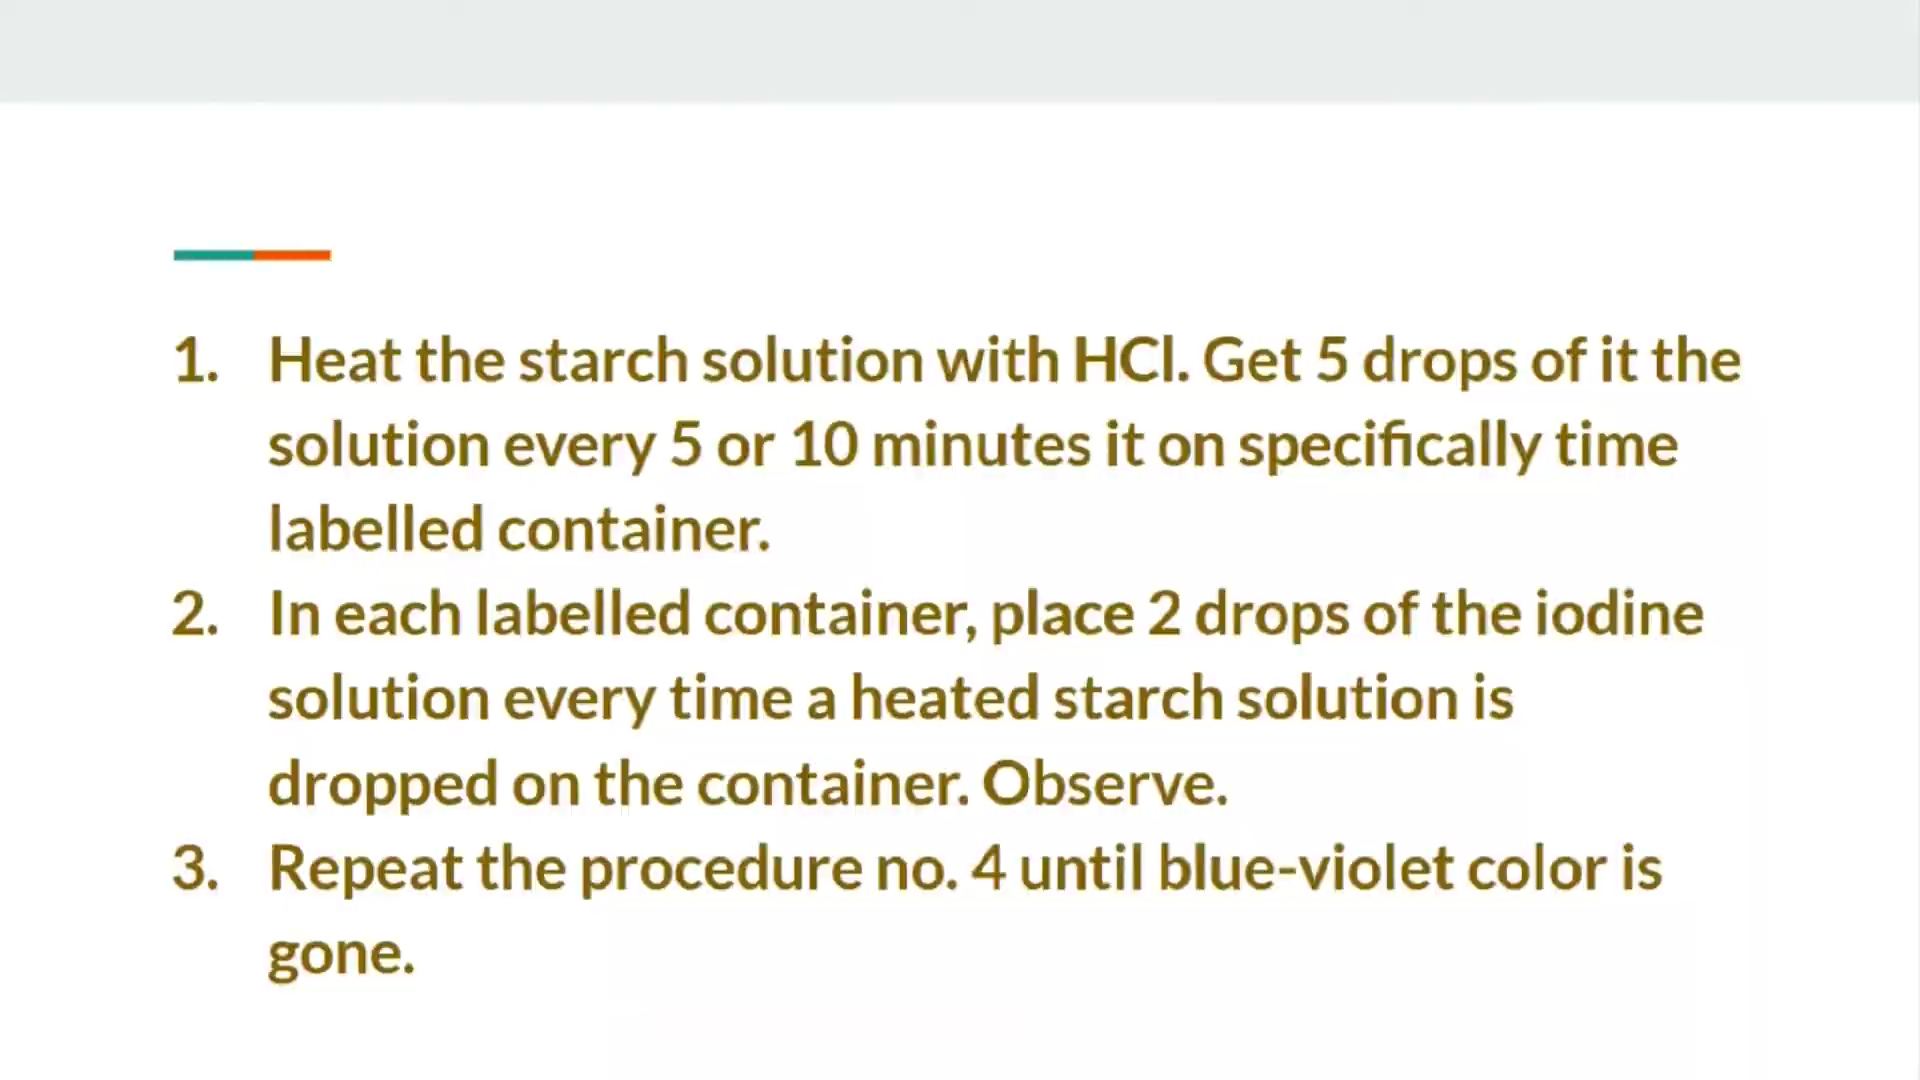 1. Heat the starch solution with HCl. Get 5 drops of it the
solution every 5 or 10 minutes it on specifically time
labelled container.
2. In each labelled container, place 2 drops of the iodine
solution every time a heated starch solution is
dropped on the container. Observe.
3. Repeat the procedure no. 4 until blue-violet color is
gone.